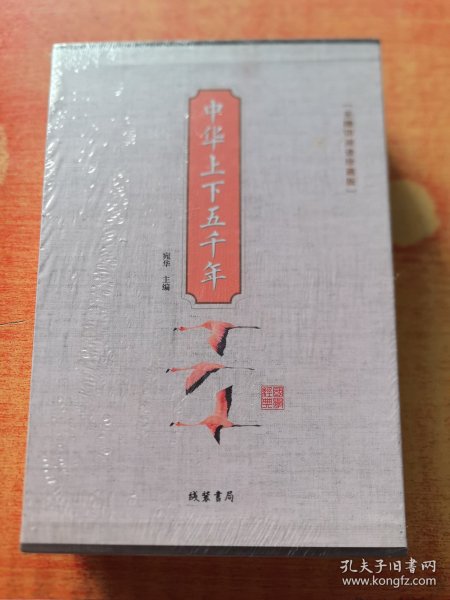 中华上下五千年
宛华 主编
线装书局
孔夫子旧书网
www.kongfz.com